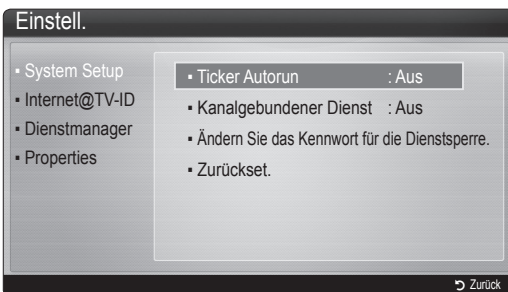 Einstell.
▪ System Setup
▪ Internet@TV-ID
▪ Dienstmanager
▪ Properties
▪ Ticker Autorun : Aus
▪ Kanalgebundener Dienst : Aus
▪ Ändern Sie das Kennwort für die Dienstsperre.
▪ Zurückset.
Zurück